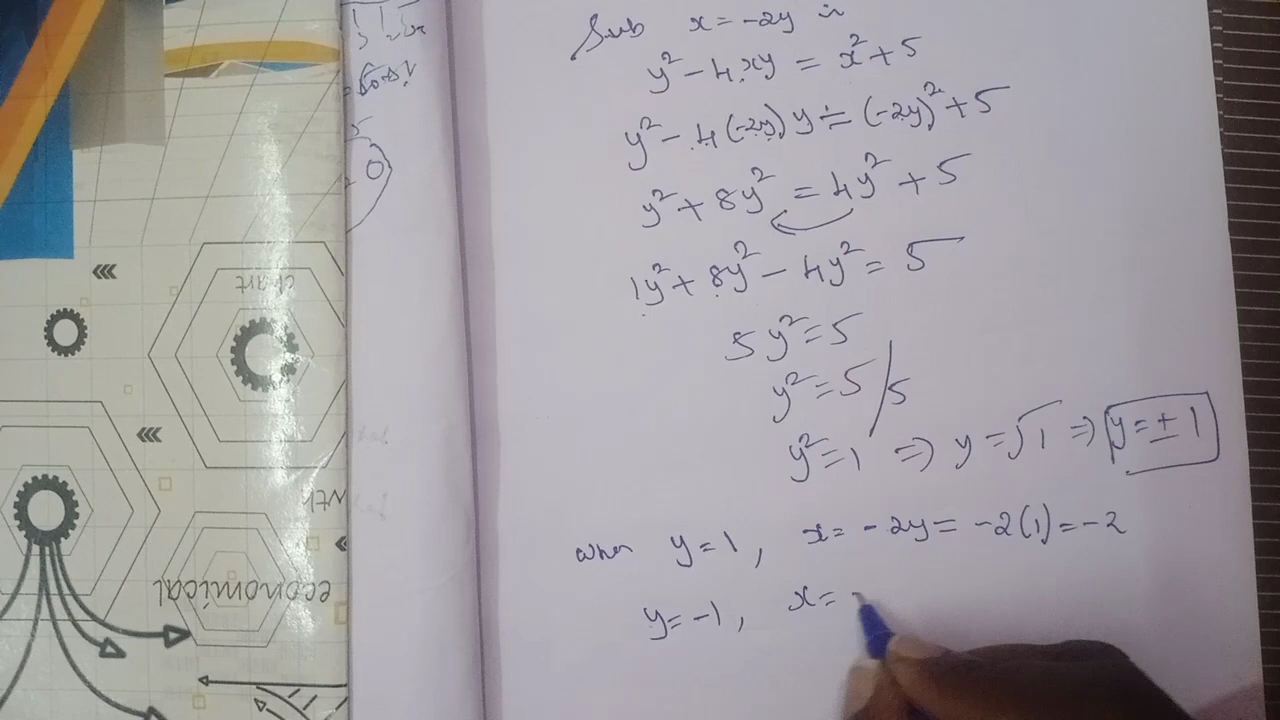 Sub x = -2y in
y² - 4xy = x² + 5
y² - 4(-2y)y = (-2y)² + 5
y² + 8y² = 4y² + 5
1y² + 8y² - 4y² = 5
5y² = 5
y² = 5/5
y² = 1 ⇒ y = √1 ⇒ y = ± 1
when y = 1, x = -2y = -2(1) = -2
y = -1, x = -
chart
economical